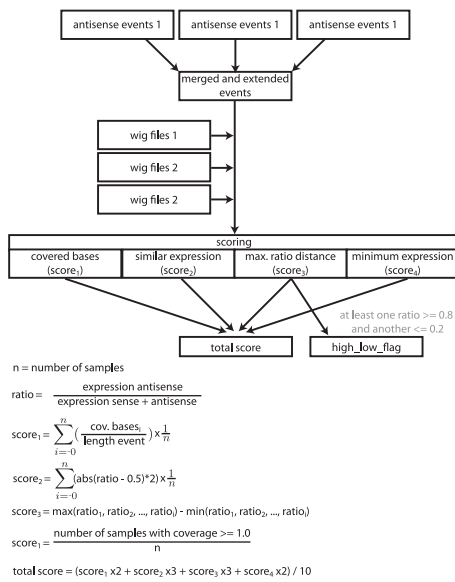 antisense events 1
antisense events 1
antisense events 1
merged and extended
events
wig files 1
wig files 2
wig files 2
scoring
covered bases
(score₁)
similar expression
(score₂)
max. ratio distance
(score₃)
minimum expression
(score₄)
at least one ratio >= 0.8
and another <= 0.2
total score
high_low_flag
n = number of samples
ratio = expression antisense / expression sense + antisense
score₁ = n ∑ i=0 ( cov. basesᵢ / length event ) x 1/n
score₂ = n ∑ i=0 (abs(ratio - 0.5)*2) x 1/n
score₃ = max(ratio₁, ratio₂, ..., ratioᵢ) - min(ratio₁, ratio₂, ..., ratioᵢ)
score₁ = number of samples with coverage >= 1.0 / n
total score = (score₁ x2 + score₂ x3 + score₃ x3 + score₄ x2) / 10